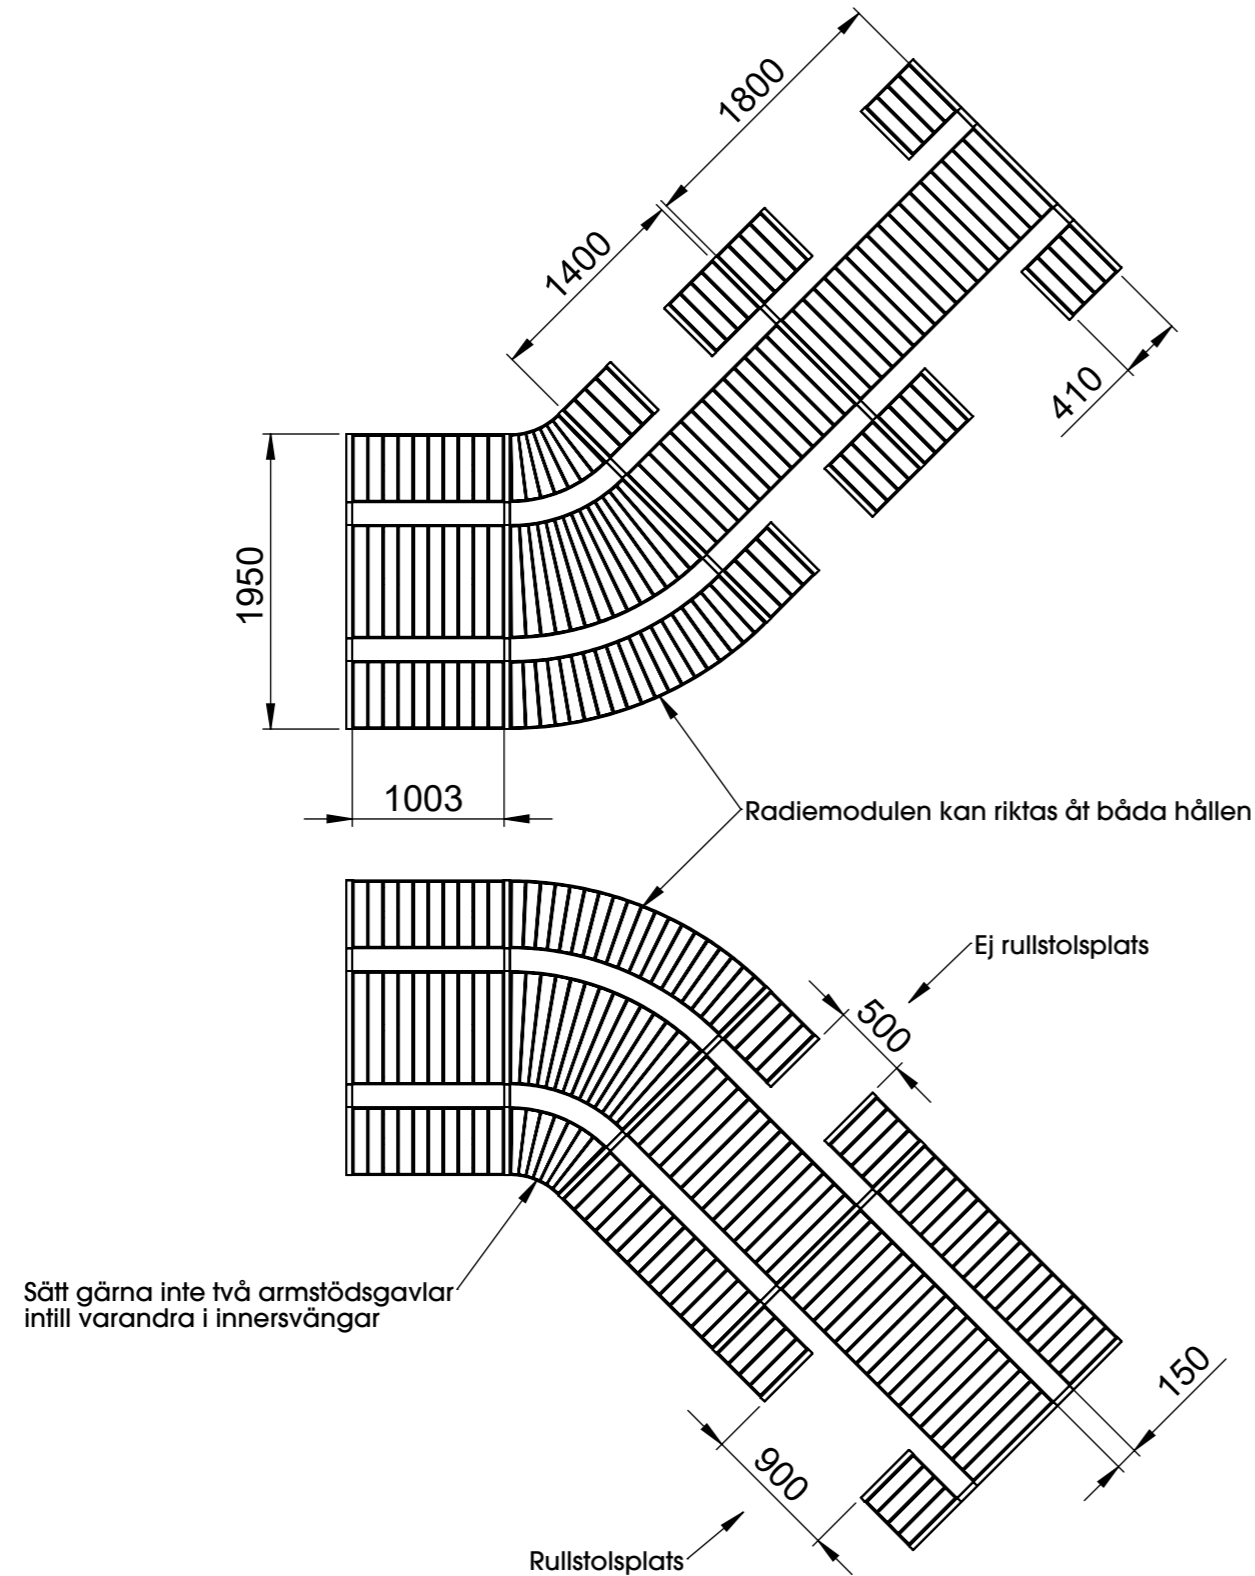 1800
1400
410
1950
1003
Radiemodulen kan riktas åt båda hållen
Ej rullstolsplats
500
Sätt gärna inte två armstödsgavlar
intill varandra i innersvängar
150
900
Rullstolsplats